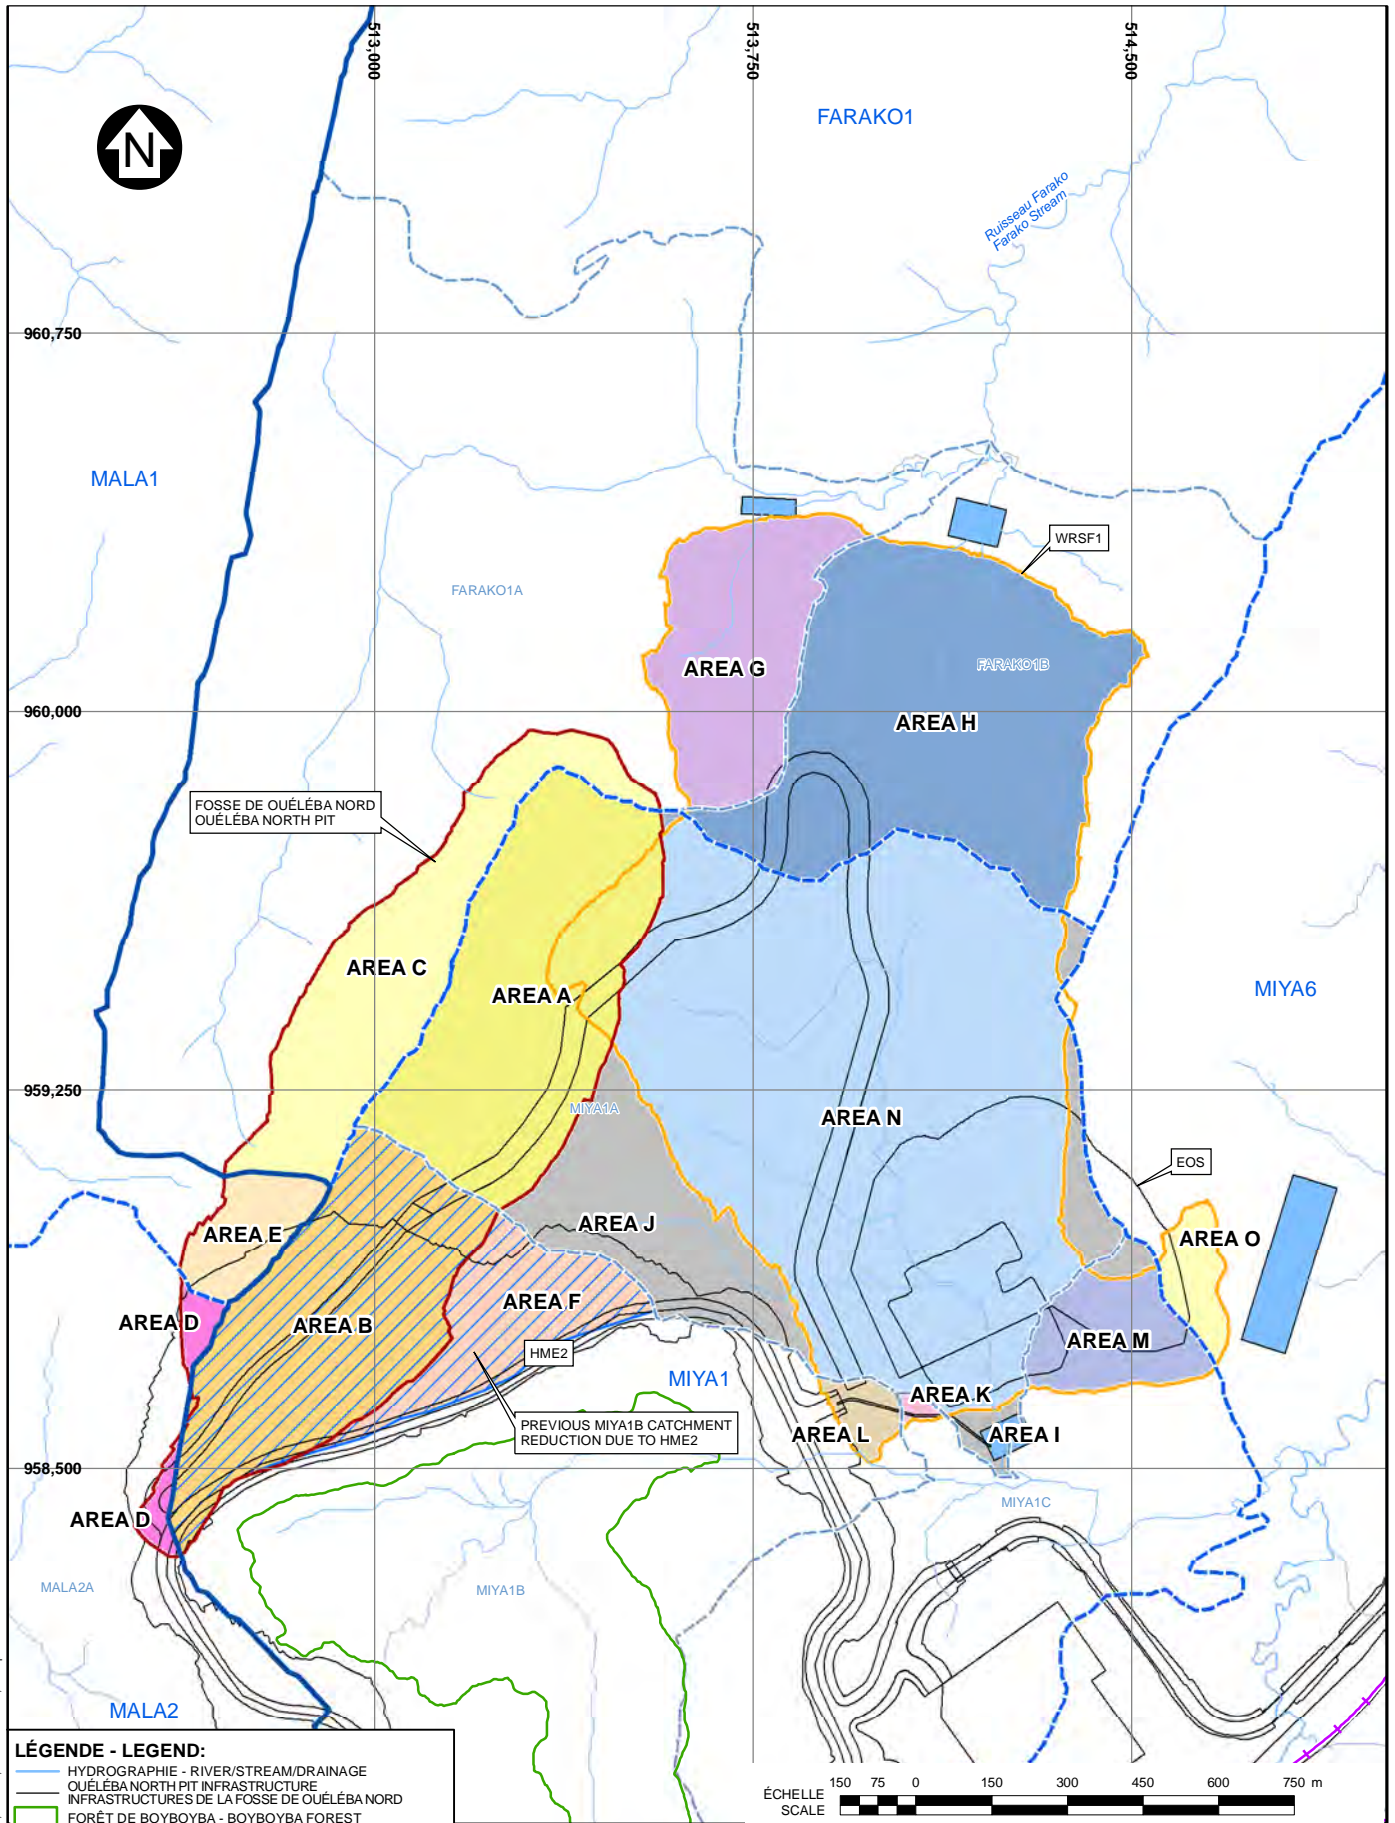 513,000
513,750
514,500
N
FARAKO1
Ruisseau Farako
Farako Stream
960,750
MALA1
WRSF1
FARAKO1A
FARAKO1B
AREA G
960,000
AREA H
FOSSE DE OUÉLÉBA NORD
OUÉLÉBA NORTH PIT
AREA C
AREA A
MIYA6
959,250
MIYA1A
AREA N
EOS
AREA J
AREA E
AREA O
AREA F
AREA D
AREA B
AREA M
HME2
MIYA1
AREA K
PREVIOUS MIYA1B CATCHMENT
REDUCTION DUE TO HME2
AREA L
AREA I
958,500
MIYA1C
AREA D
MALA2A
MIYA1B
MALA2
LÉGENDE - LEGEND:
HYDROGRAPHIE - RIVER/STREAM/DRAINAGE
OUÉLÉBA NORTH PIT INFRASTRUCTURE
INFRASTRUCTURES DE LA FOSSE DE OUÉLÉBA NORD
FORÊT DE BOYBOYBA - BOYBOYBA FOREST
ÉCHELLE
SCALE
150 75 0 150 300 450 600 750 m